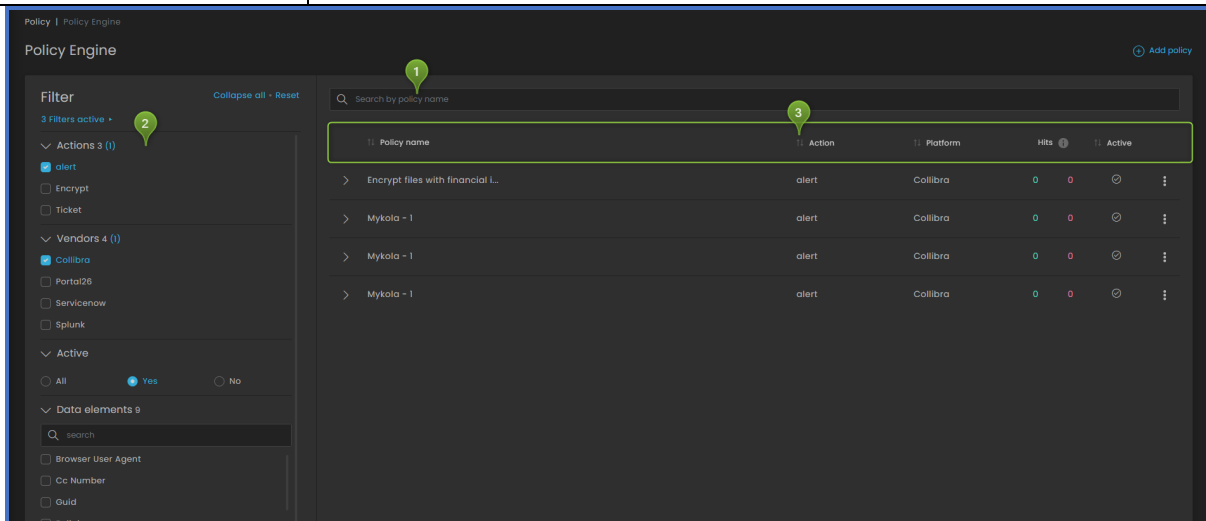 Policy | Policy Engine
Policy Engine
Add policy
1
Filter
Collapse all • Reset
Search by policy name
3 Filters active
2
3
Actions 3 (1)
Policy name
Action
Platform
Hits
Active
alert
Encrypt files with financial i...
alert
Collibra
0
0
Encrypt
Ticket
Mykola - 1
alert
Collibra
0
0
Vendors 4 (1)
Collibra
Mykola - 1
alert
Collibra
0
0
Portal26
Servicenow
Mykola - 1
alert
Collibra
0
0
Splunk
Active
All
Yes
No
Data elements 9
search
Browser User Agent
Cc Number
Guid